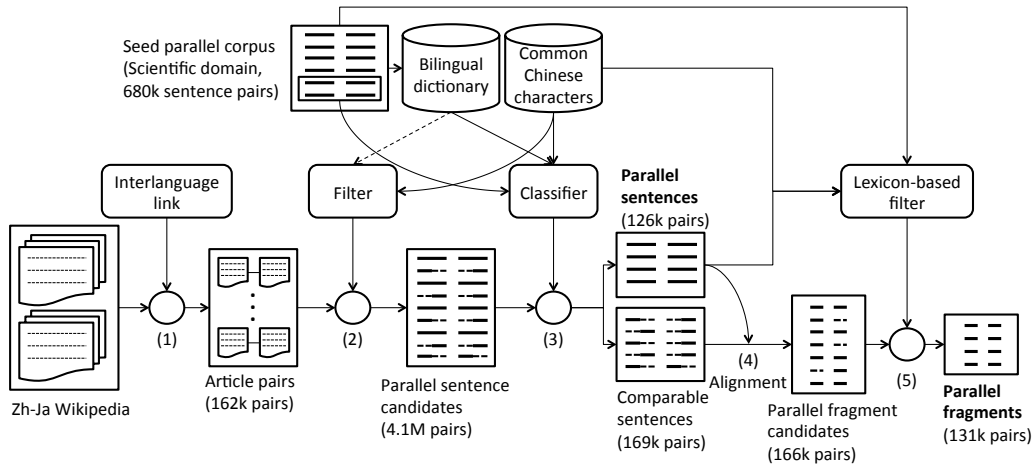 Seed parallel corpus
(Scientific domain,
680k sentence pairs)
Bilingual
dictionary
Common
Chinese
characters
Interlanguage
link
Filter
Classifier
Parallel
sentences
(126k pairs)
Lexicon-based
filter
(1)
(2)
(3)
(4)
Alignment
(5)
Zh-Ja Wikipedia
Article pairs
(162k pairs)
Parallel sentence
candidates
(4.1M pairs)
Comparable
sentences
(169k pairs)
Parallel fragment
candidates
(166k pairs)
Parallel
fragments
(131k pairs)